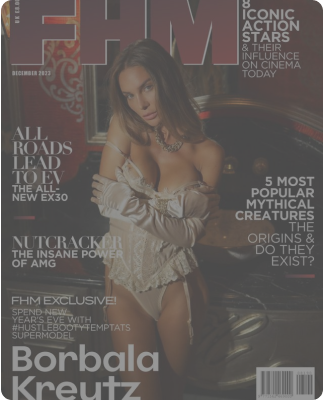 FHM
DECEMBER 2023
8
ICONIC
ACTION
STARS
& THEIR
INFLUENCE
ON CINEMA
TODAY
ALL
ROADS
LEAD
TO EV
THE ALL-
NEW EX30
5 MOST
POPULAR
MYTHICAL
CREATURES
THE
ORIGINS &
DO THEY
EXIST?
NUTCRACKER
THE INSANE POWER
OF AMG
FHM EXCLUSIVE!
SPEND NEW
YEAR'S EVE WITH
#HUSTLEBOOTYTEMPTATS
SUPERMODEL
Borbala
Kreutz